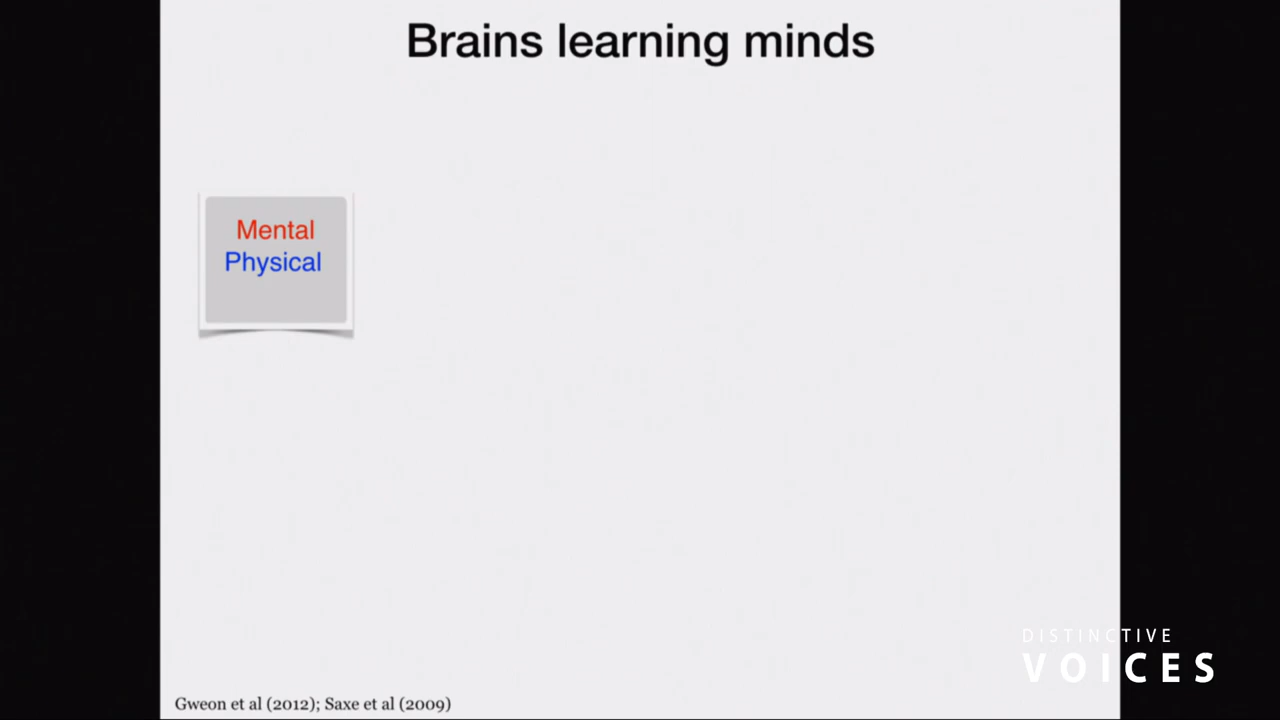 Brains learning minds
Mental
Physical
DISTINCTIVE
VOICES
Gweon et al (2012); Saxe et al (2009)